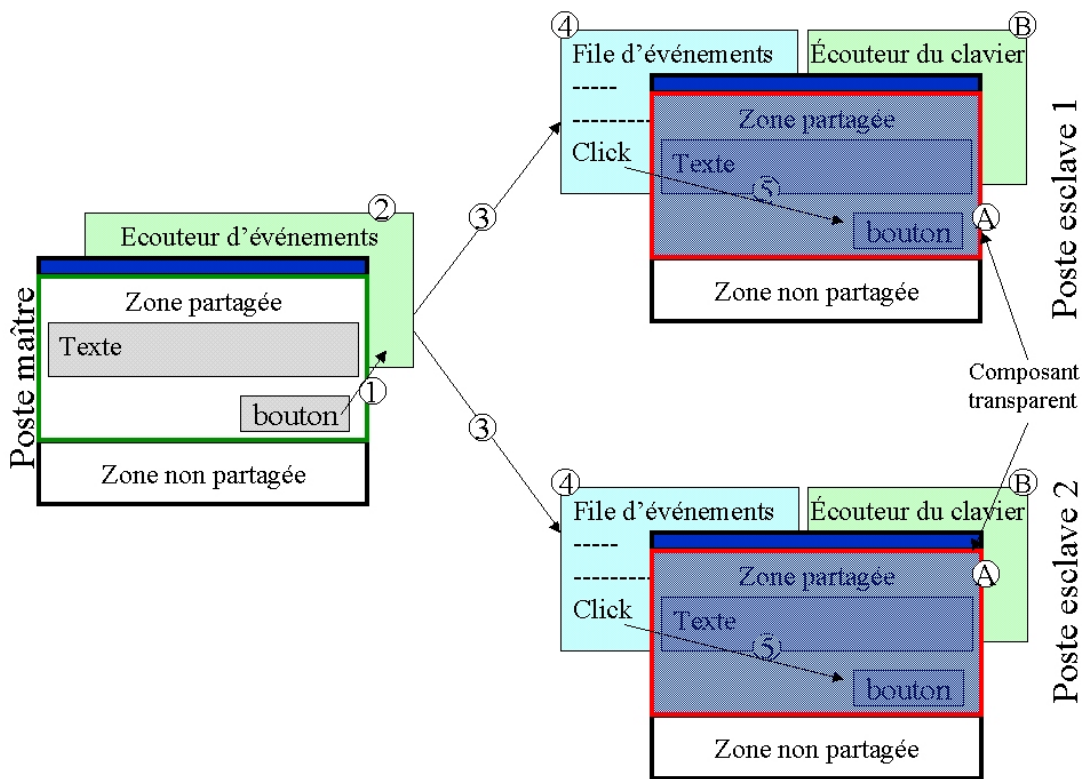 Poste maître
②
Ecouteur d’événements
Zone partagée
Texte
①
bouton
Zone non partagée
③
③
④
File d’événements
-----
---------
Click
Ⓑ
Écouteur du clavier
Zone partagée
Texte
⑤
bouton
Ⓐ
Zone non partagée
Poste esclave 1
Composant
transparent
④
File d’événements
-----
---------
Click
Ⓑ
Écouteur du clavier
Zone partagée
Texte
⑤
bouton
Ⓐ
Zone non partagée
Poste esclave 2